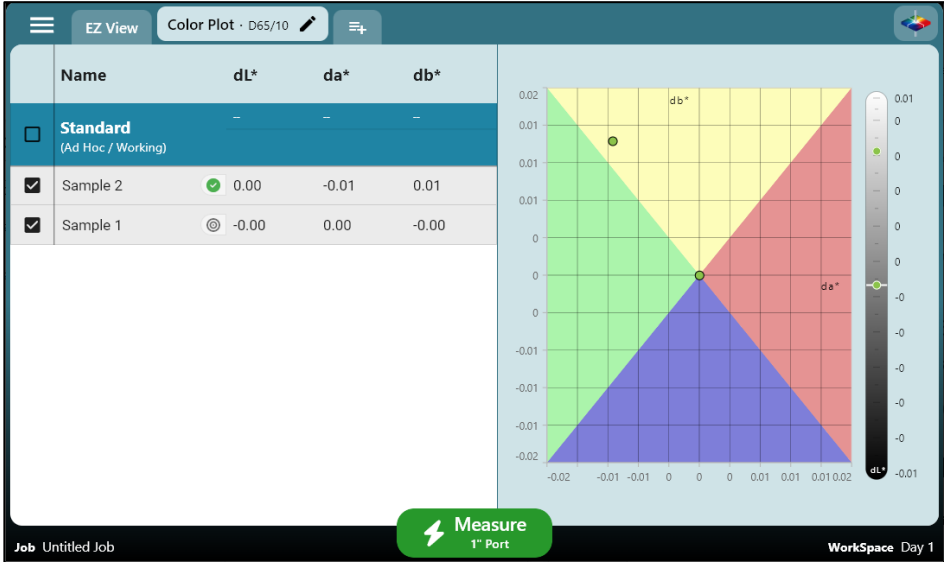 EZ View
Color Plot · D65/10
Name dL* da* db*
Standard – – –
(Ad Hoc / Working)
Sample 2 0.00 -0.01 0.01
Sample 1 -0.00 0.00 -0.00
db*
da*
0.02
0.01
0.01
0.01
0
0
0
-0.01
-0.01
-0.01
-0.02
-0.02 -0.01 -0.01 0 0 0 0.01 0.01 0.01 0.02
0.01
0
0
0
0
0
-0
-0
-0
-0
-0
-0.01
dL*
Measure
1" Port
Job Untitled Job
WorkSpace Day 1